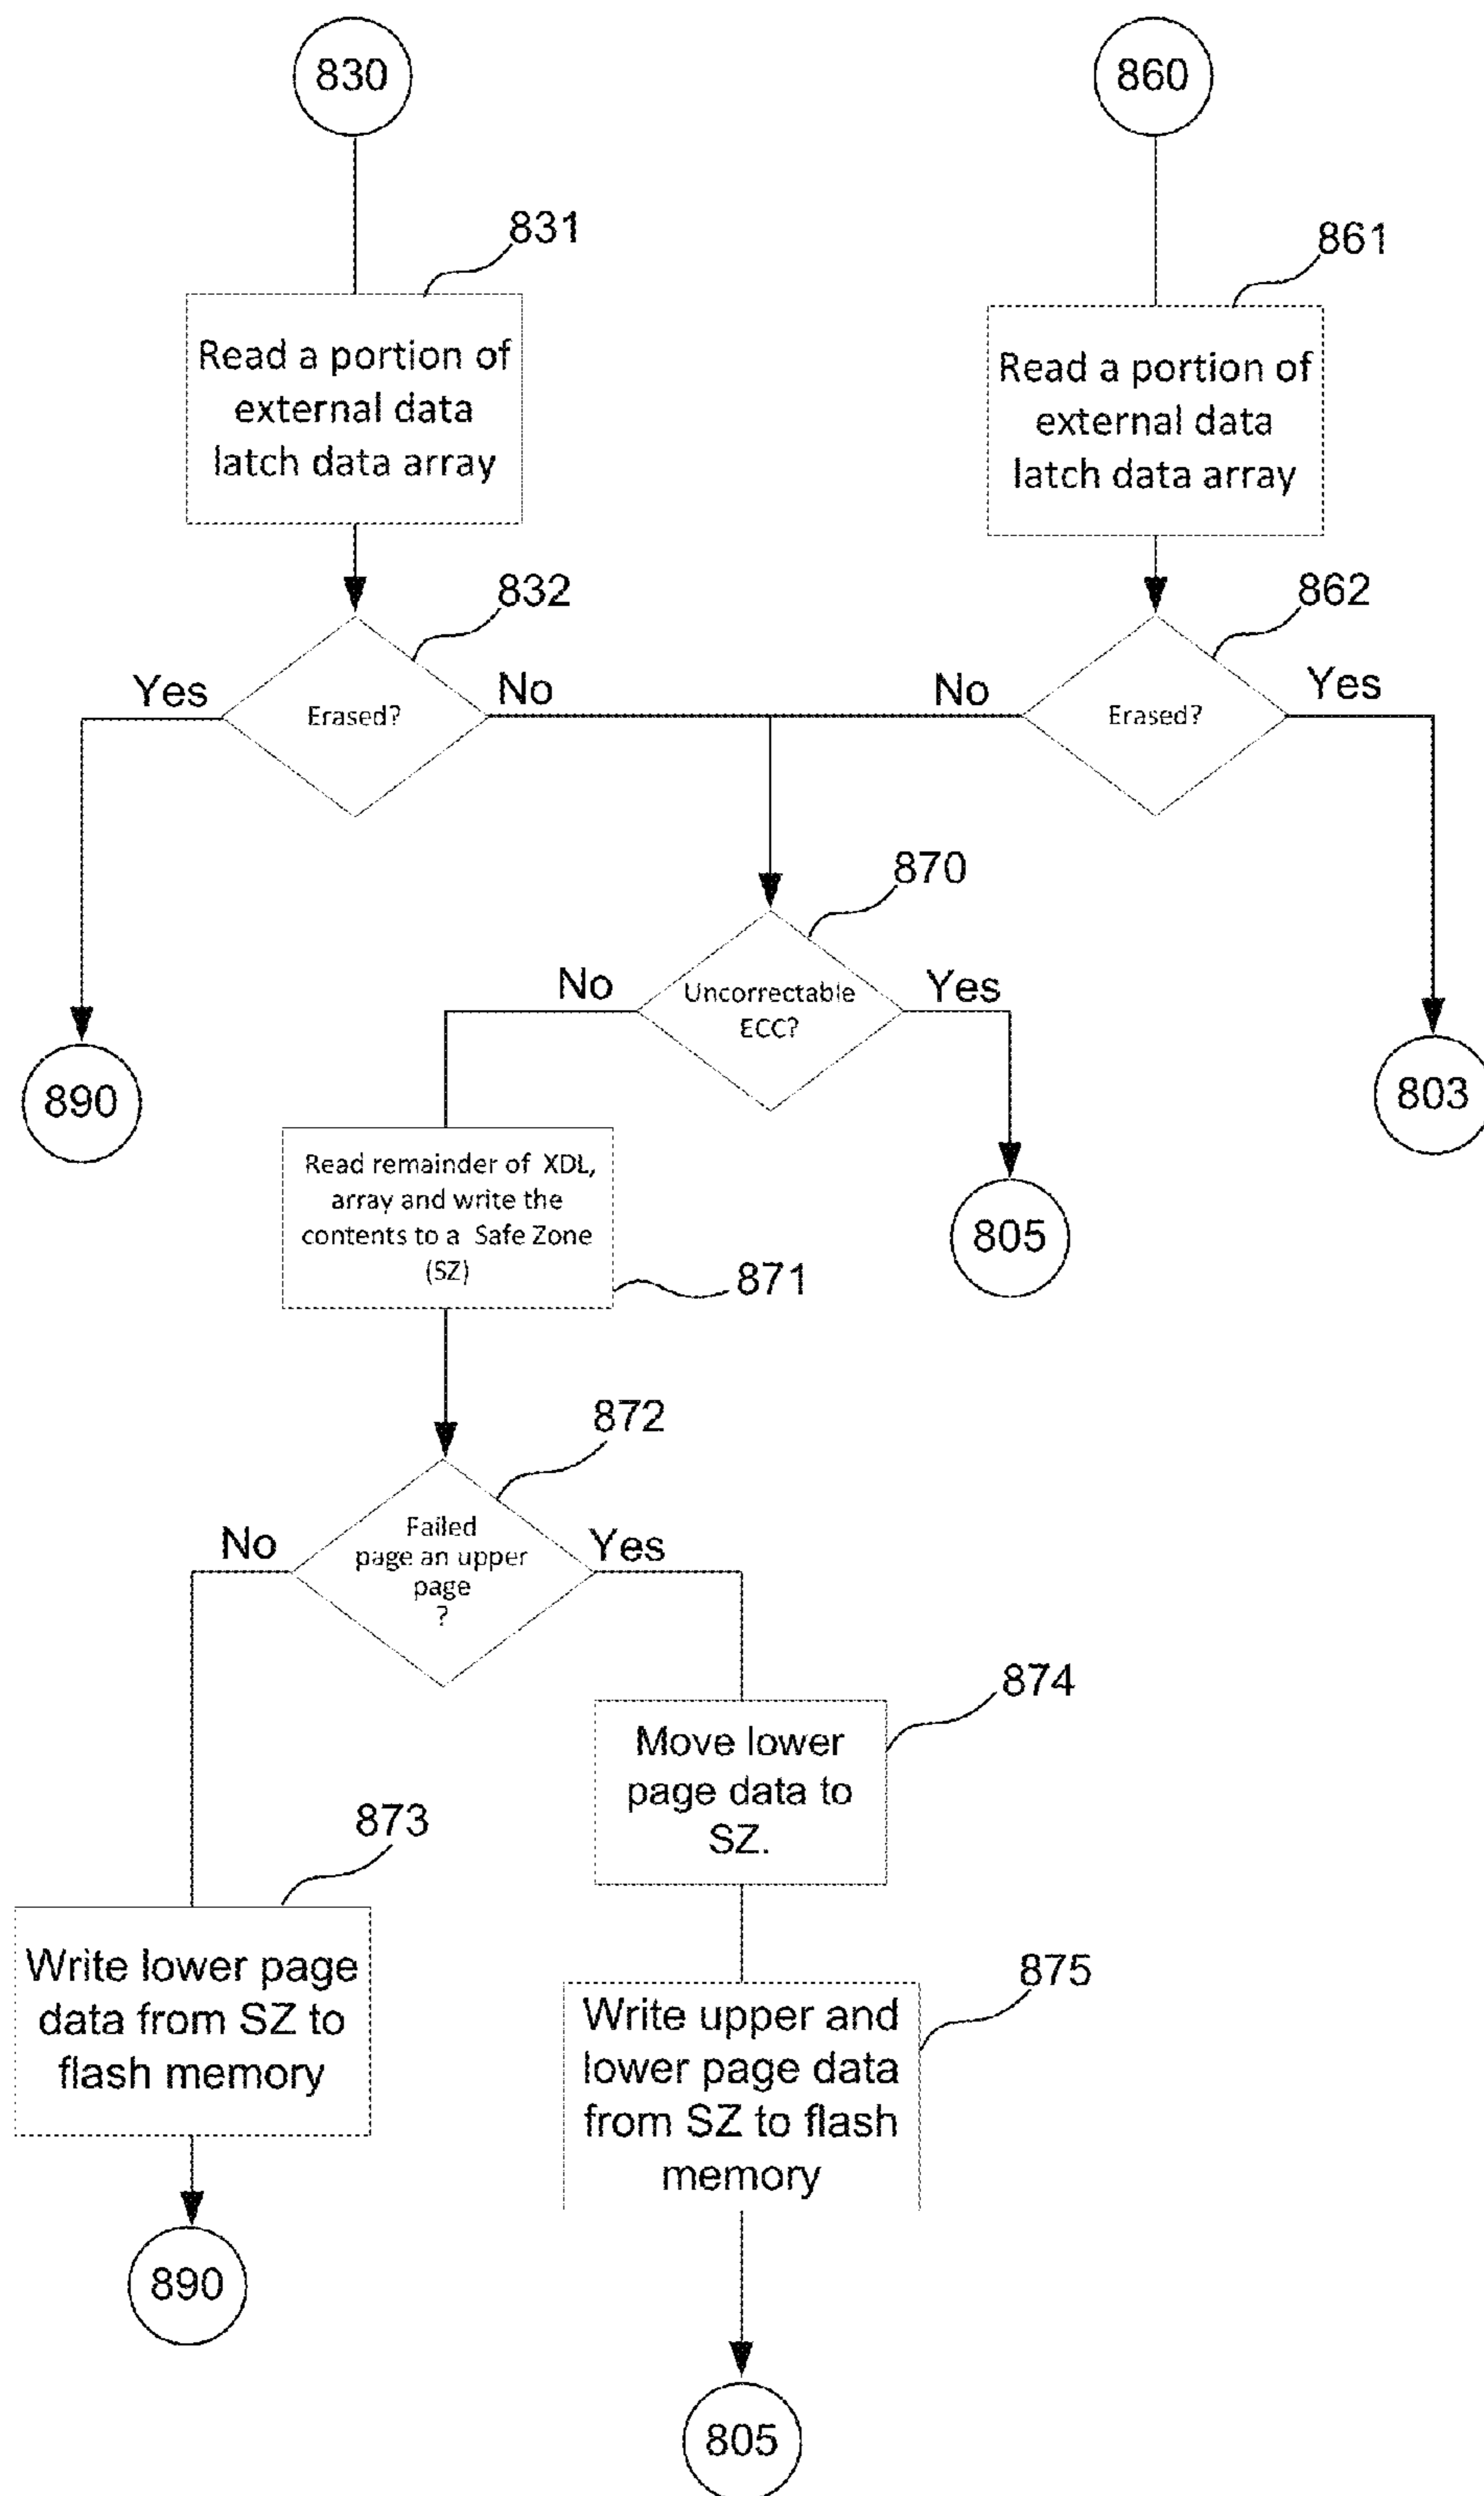 830
860
831
861
Read a portion of
external data
latch data array
Read a portion of
external data
latch data array
832
862
Yes
No
No
Yes
Erased?
Erased?
870
No
Uncorrectable
ECC?
Yes
890
803
Read remainder of XDL,
array and write the
contents to a Safe Zone
(SZ)
805
871
872
No
Failed
page an upper
page
?
Yes
874
Move lower
page data to
SZ.
873
Write lower page
data from SZ to
flash memory
875
Write upper and
lower page data
from SZ to flash
memory
890
805